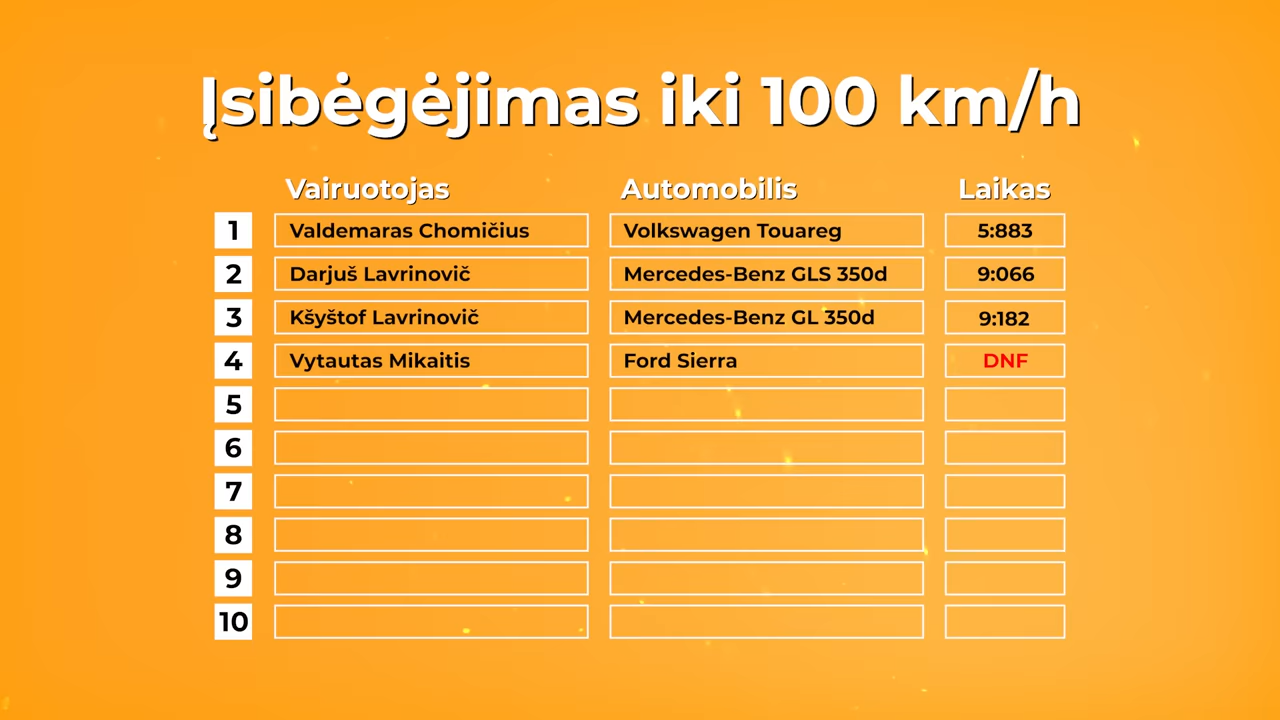 Įsibėgėjimas iki 100 km/h
Vairuotojas Automobilis Laikas
1 Valdemaras Chomičius Volkswagen Touareg 5:883
2 Darjuš Lavrinovič Mercedes-Benz GLS 350d 9:066
3 Kšyštof Lavrinovič Mercedes-Benz GL 350d 9:182
4 Vytautas Mikaitis Ford Sierra DNF
5
6
7
8
9
10